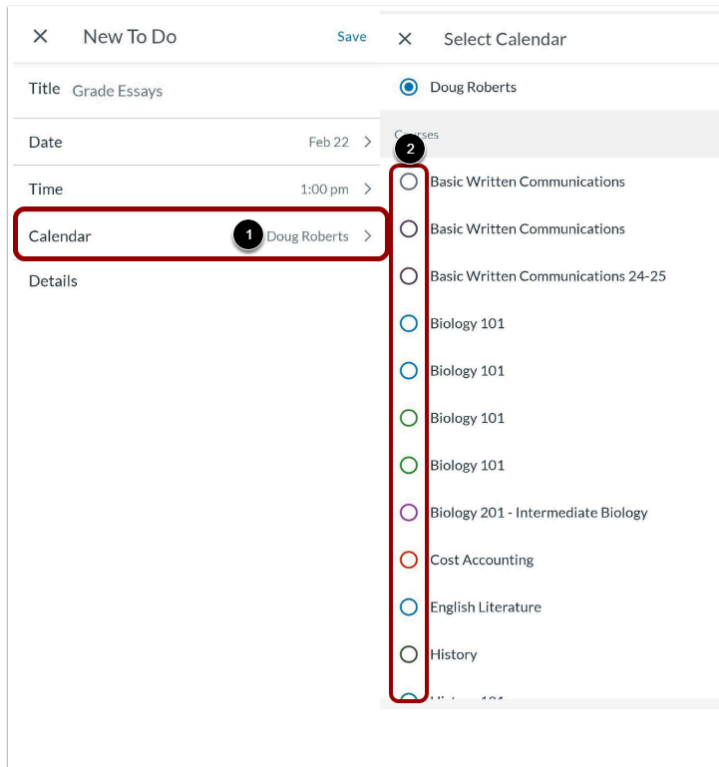 New To Do
Save
Title Grade Essays
Date Feb 22
Time 1:00 pm
Calendar 1 Doug Roberts
Details
Select Calendar
Doug Roberts
2
Basic Written Communications
Basic Written Communications
Basic Written Communications 24-25
Biology 101
Biology 101
Biology 101
Biology 101
Biology 201 - Intermediate Biology
Cost Accounting
English Literature
History